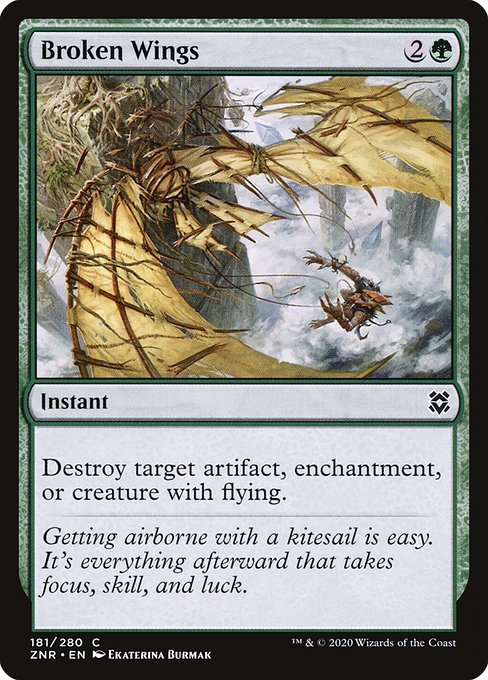 Broken Wings 2
Instant
Destroy target artifact, enchantment,
or creature with flying.
Getting airborne with a kitesail is easy.
It's everything afterward that takes
focus, skill, and luck.
181/280 C
ZNR • EN Ekaterina Burmak
™ & © 2020 Wizards of the Coast